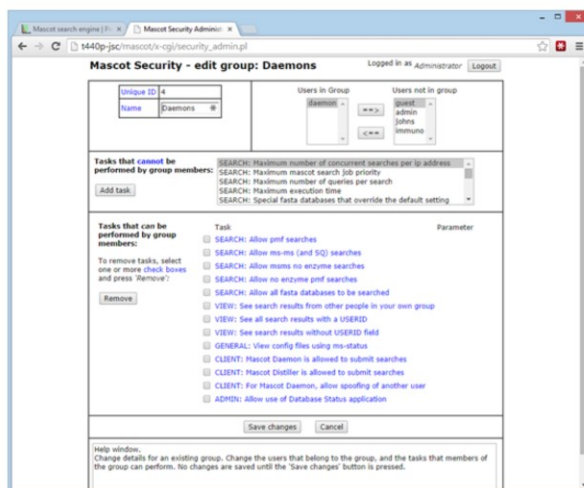 Mascot search engine | Pr
Mascot Security Administ
t440p-jsc/mascot/x-cgi/security_admin.pl
Mascot Security - edit group: Daemons
Logged in as Administrator
Logout
Unique ID 4
Name Daemons
Users in Group
Users not in group
daemon
==>
<==
guest
admin
johns
immuno
Tasks that cannot be
performed by group members:
Add task
SEARCH: Maximum number of concurrent searches per ip address
SEARCH: Maximum mascot search job priority
SEARCH: Maximum number of queries per search
SEARCH: Maximum execution time
SEARCH: Special fasta databases that override the default setting
Tasks that can be
performed by group
members:
To remove tasks, select
one or more check boxes
and press 'Remove':
Remove
Task
Parameter
SEARCH: Allow pmf searches
SEARCH: Allow ms-ms (and SQ) searches
SEARCH: Allow msms no enzyme searches
SEARCH: Allow no enzyme pmf searches
SEARCH: Allow all fasta databases to be searched
VIEW: See search results from other people in your own group
VIEW: See all search results with a USERID
VIEW: See search results without USERID field
GENERAL: View config files using ms-status
CLIENT: Mascot Daemon is allowed to submit searches
CLIENT: Mascot Distiller is allowed to submit searches
CLIENT: For Mascot Daemon, allow spoofing of another user
ADMIN: Allow use of Database Status application
Save changes
Cancel
Help window.
Change details for an existing group. Change the users that belong to the group, and the tasks that members of
the group can perform. No changes are saved until the 'Save changes' button is pressed.